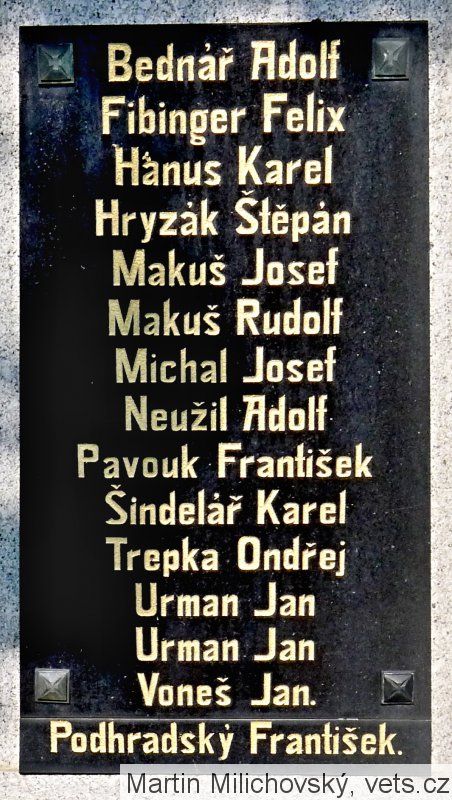 Bednář Adolf
Fibinger Felix
Hanus Karel
Hryzák Štěpán
Makuš Josef
Makuš Rudolf
Michal Josef
Neužil Adolf
Pavouk František
Šindelář Karel
Trepka Ondřej
Urman Jan
Urman Jan
Voneš Jan.
Podhradský František.
Martin Milichovský, vets.cz